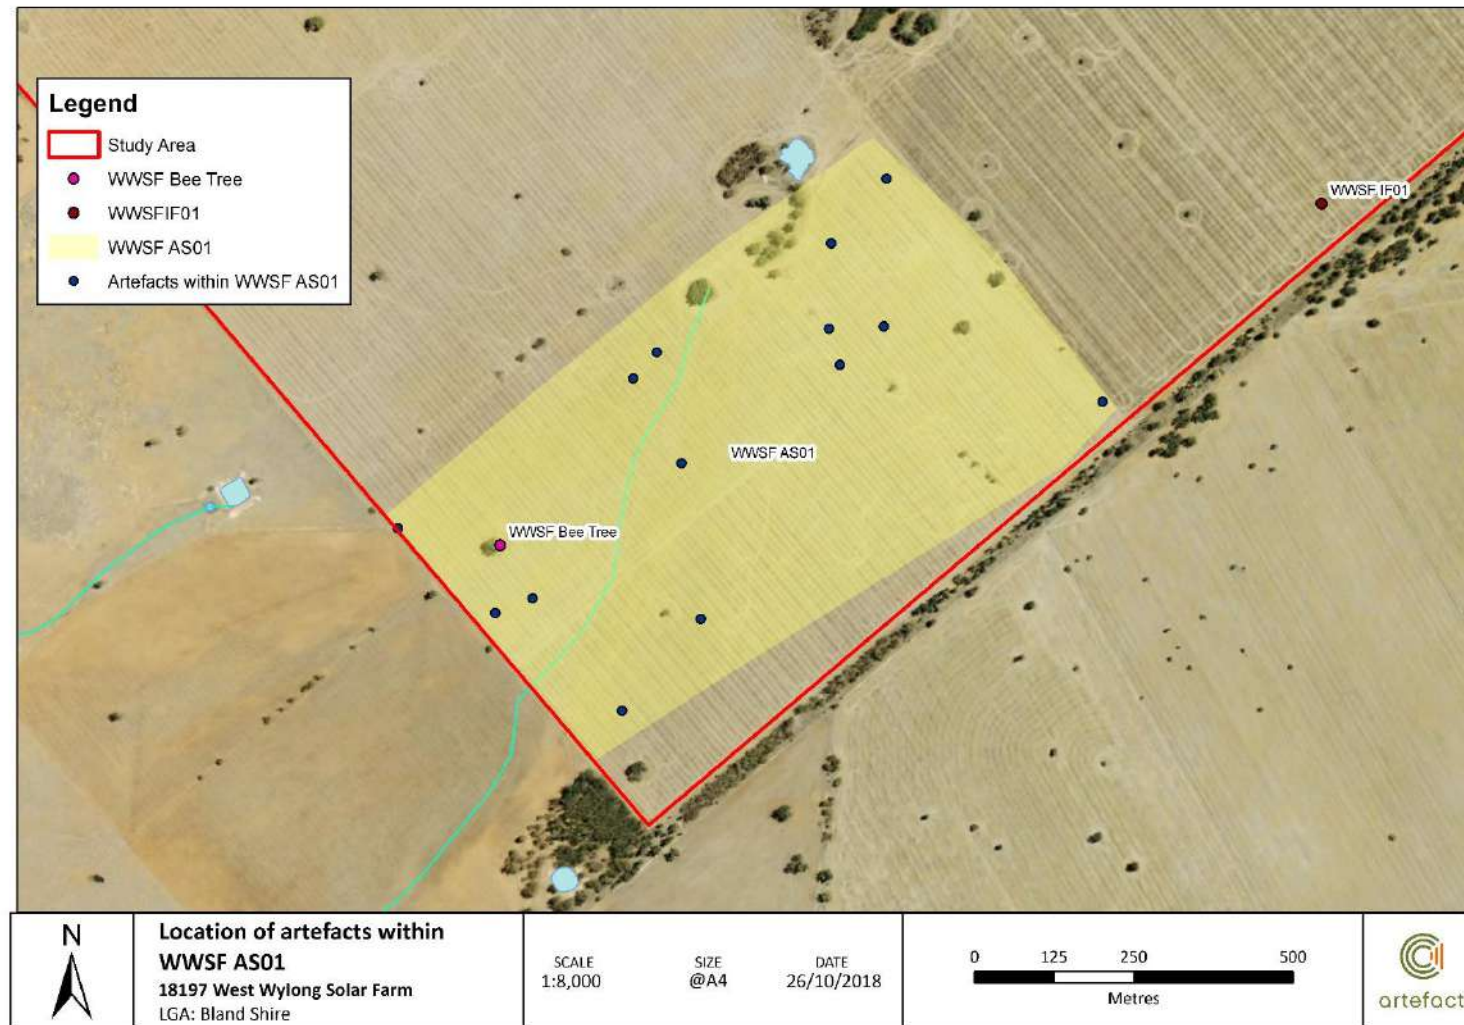 Legend
Study Area
WWSF Bee Tree
WWSFIF01
WWSF AS01
Artefacts within WWSF AS01
WWSF IF01
WWSF AS01
WWSF Bee Tree
N
Location of artefacts within
WWSF AS01
18197 West Wylong Solar Farm
LGA: Bland Shire
SCALE
1:8,000
SIZE
@A4
DATE
26/10/2018
0 125 250 500
Metres
artefact